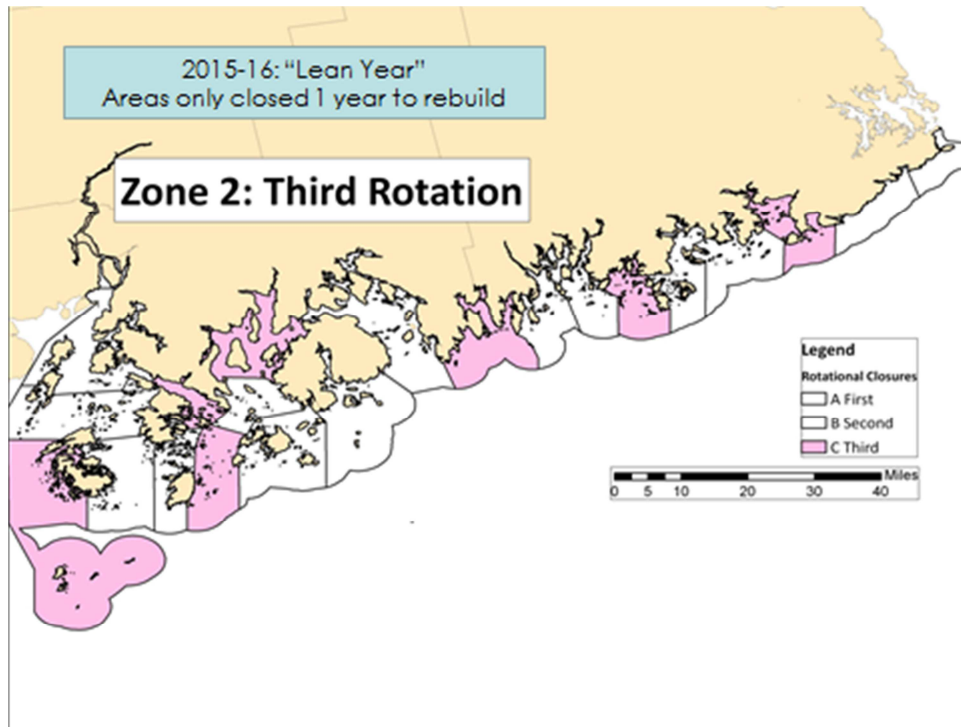 2015-16: “Lean Year”
Areas only closed 1 year to rebuild
Zone 2: Third Rotation
Legend
Rotational Closures
A First
B Second
C Third
Miles
0 5 10 20 30 40